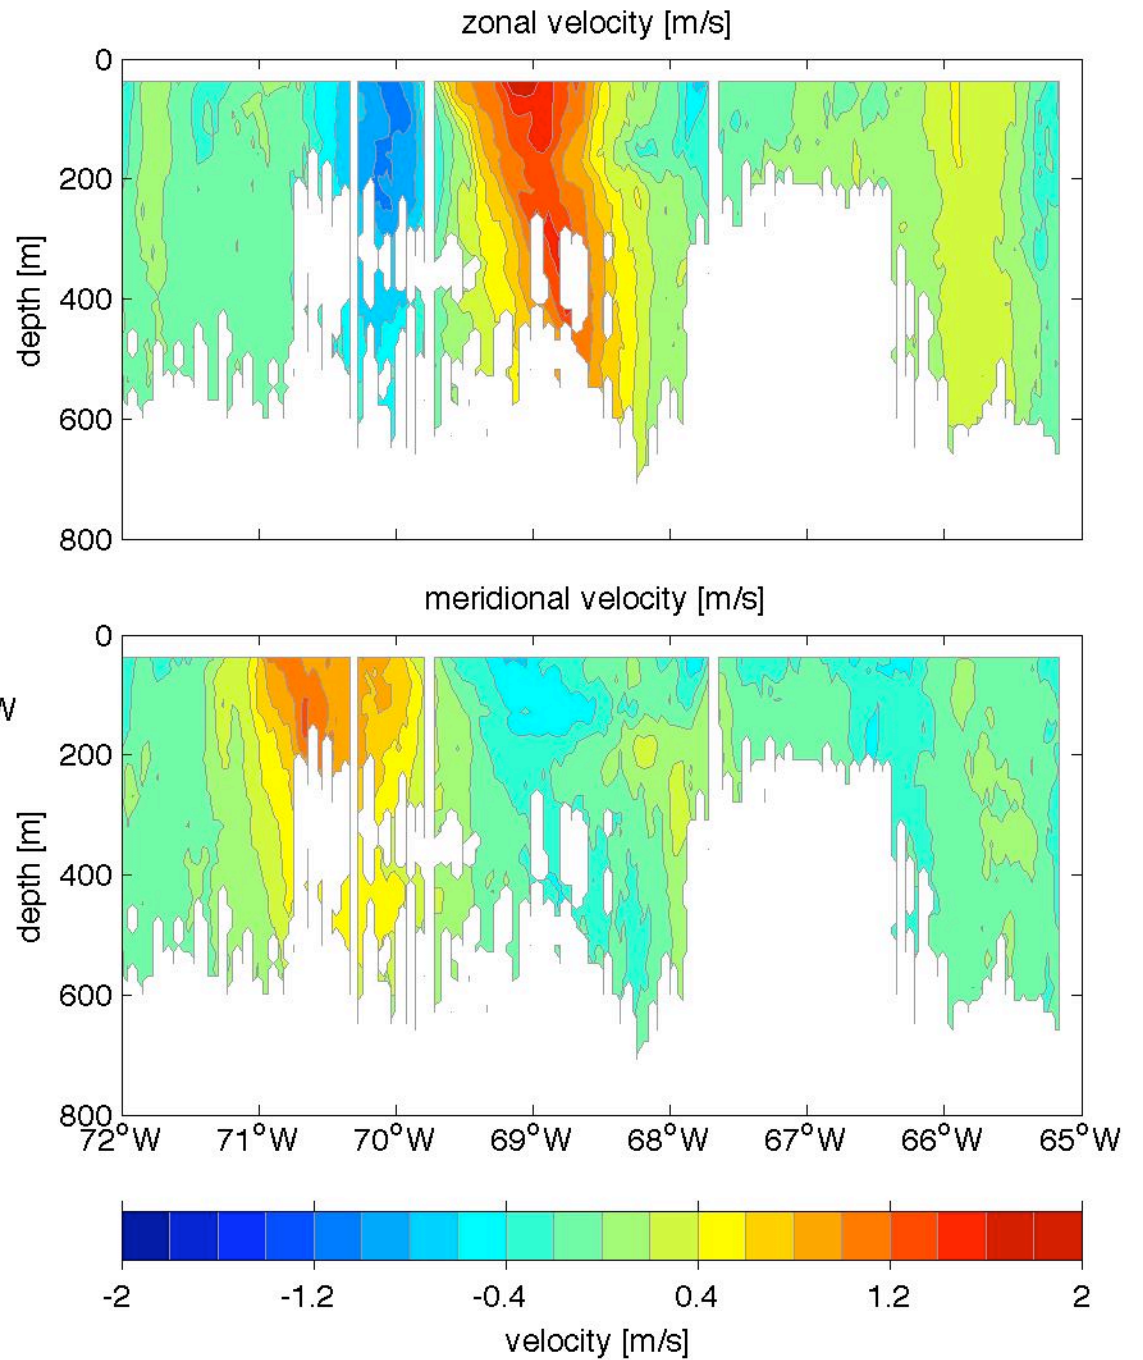 zonal velocity [m/s]
0
200
400
600
800
depth [m]
meridional velocity [m/s]
0
200
400
600
800
depth [m]
W
72°W 71°W 70°W 69°W 68°W 67°W 66°W 65°W
-2 -1.2 -0.4 0.4 1.2 2
velocity [m/s]